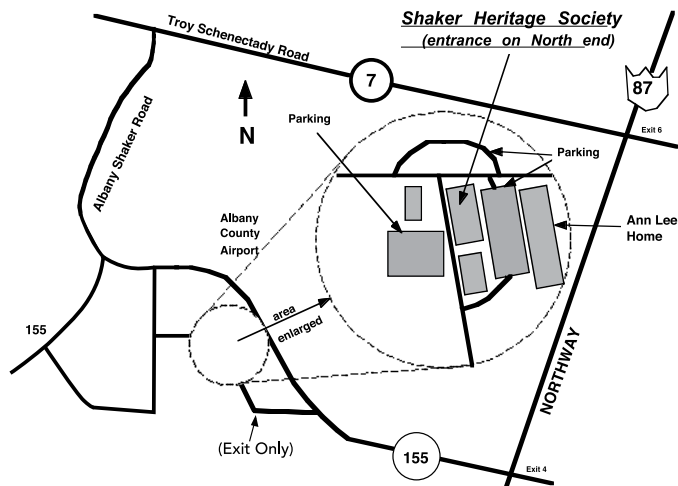 Troy Schenectady Road
Shaker Heritage Society
(entrance on North end)
7
87
Exit 6
N
Parking
Parking
Albany Shaker Road
Albany
County
Airport
Ann Lee
Home
area
enlarged
155
NORTHWAY
(Exit Only)
155
Exit 4